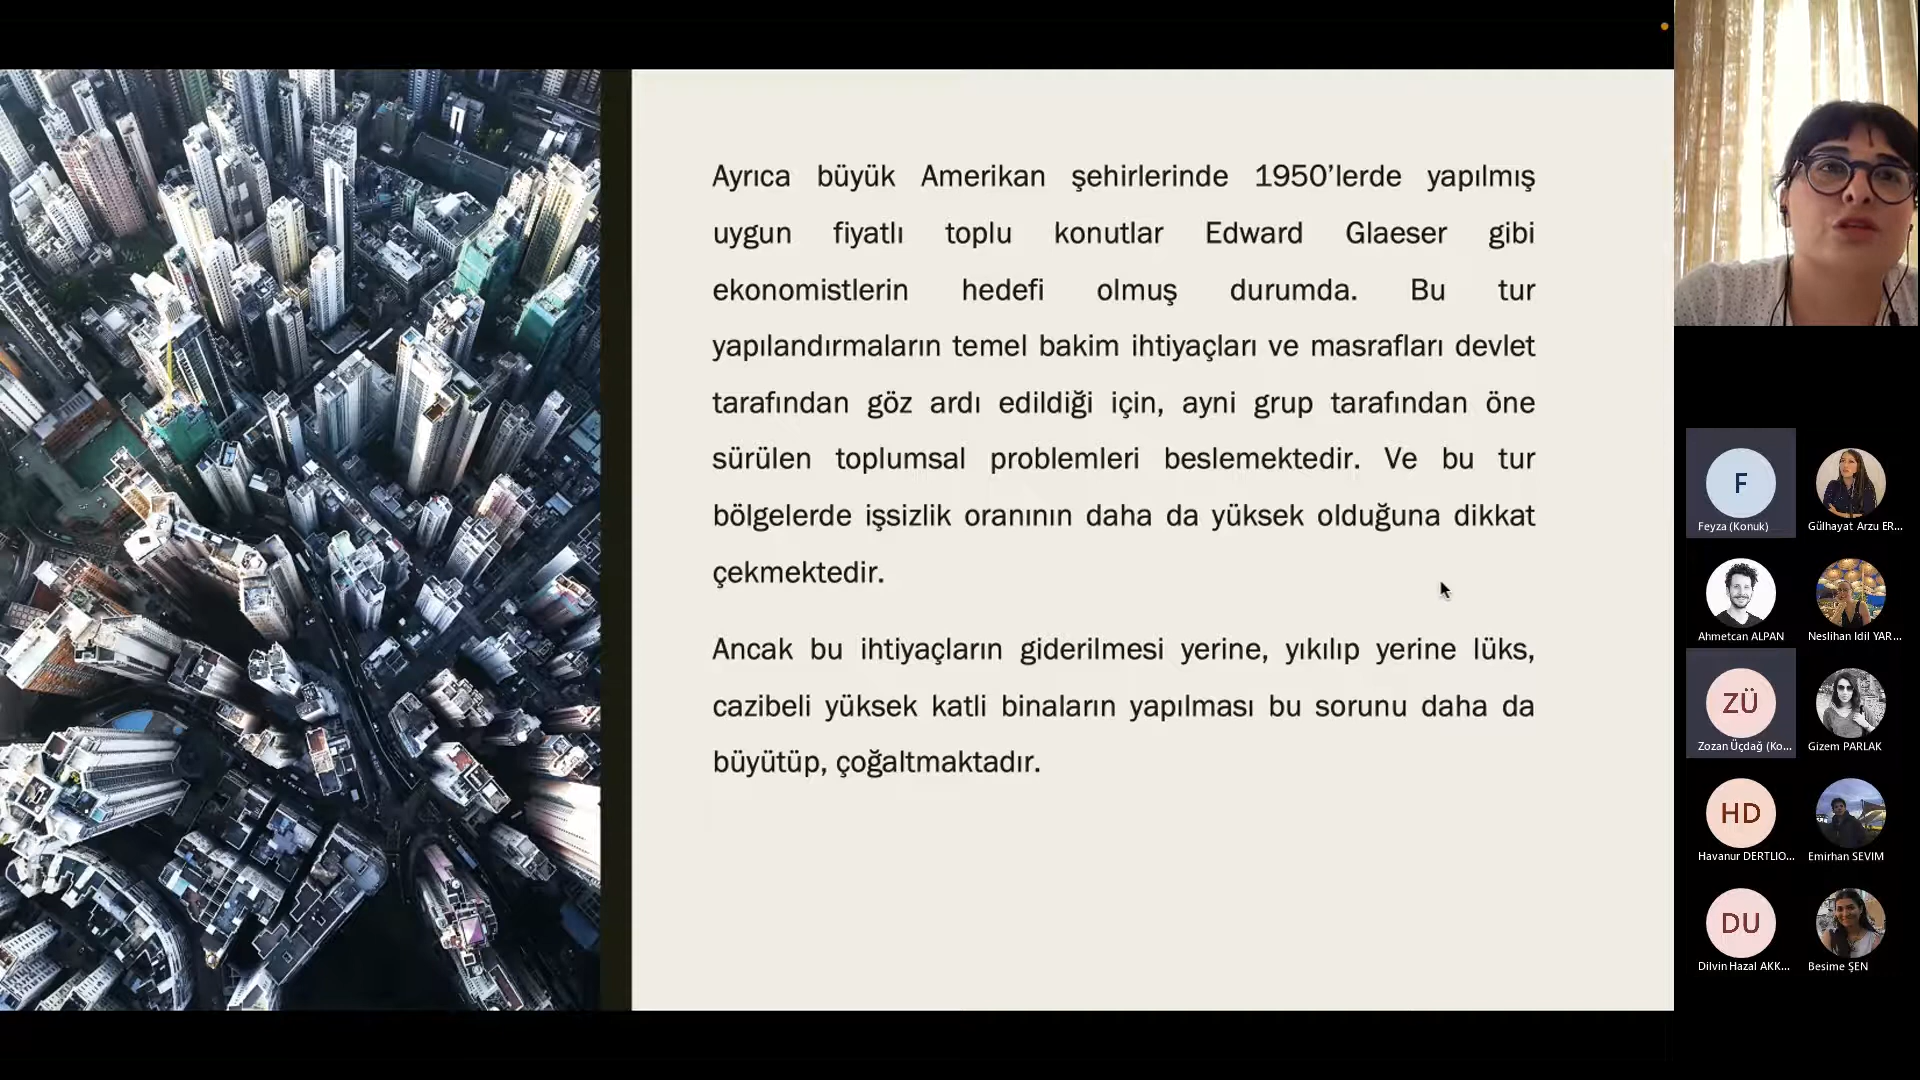 Ayrıca büyük Amerikan şehirlerinde 1950’lerde yapılmış
uygun fiyatlı toplu konutlar Edward Glaeser gibi
ekonomistlerin hedefi olmuş durumda. Bu tur
yapılandırmaların temel bakim ihtiyaçları ve masrafları devlet
tarafından göz ardı edildiği için, ayni grup tarafından öne
sürülen toplumsal problemleri beslemektedir. Ve bu tur
bölgelerde işsizlik oranının daha da yüksek olduğuna dikkat
çekmektedir.
Ancak bu ihtiyaçların giderilmesi yerine, yıkılıp yerine lüks,
cazibeli yüksek katli binaların yapılması bu sorunu daha da
büyütüp, çoğaltmaktadır.
F
Feyza (Konuk)
Gülhayat Arzu ER...
Ahmetcan ALPAN
Neslihan Idil YAR...
ZÜ
Zozan Üçdağ (Ko...
Gizem PARLAK
HD
Havanur DERTLIO...
Emirhan SEVIM
DU
Dilvin Hazal AKK...
Besime ŞEN